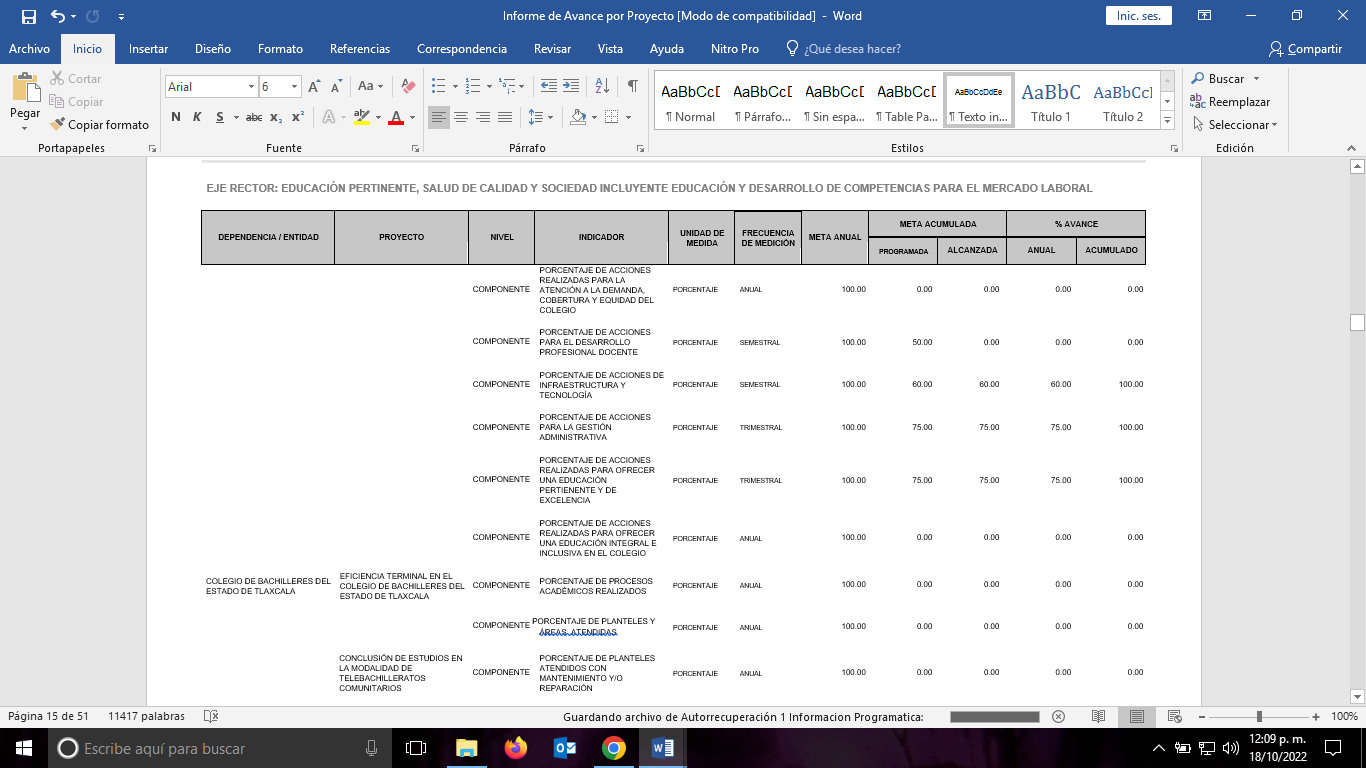 Informe de Avance por Proyecto [Modo de compatibilidad] - Word
Inic. ses.
Archivo Inicio Insertar Diseño Formato Referencias Correspondencia Revisar Vista Ayuda Nitro Pro ¿Qué desea hacer? Compartir
Pegar
Cortar
Copiar
Copiar formato
Portapapeles
Arial 6
Aa
N K S abc x₂ x²
A ab A
Fuente
Párrafo
AaBbCcD AaBbCcD AaBbCcD AaBbCcD AaBbCcDdEe AaBbC AaBbCcI
¶ Normal ¶ Párrafo... ¶ Sin espa... ¶ Table Pa... ¶ Texto in... Título 1 Título 2
Estilos
Buscar
Reemplazar
Seleccionar
Edición
EJE RECTOR: EDUCACIÓN PERTINENTE, SALUD DE CALIDAD Y SOCIEDAD INCLUYENTE EDUCACIÓN Y DESARROLLO DE COMPETENCIAS PARA EL MERCADO LABORAL
DEPENDENCIA / ENTIDAD PROYECTO NIVEL INDICADOR UNIDAD DE MEDIDA FRECUENCIA DE MEDICIÓN META ANUAL META ACUMULADA % AVANCE
PROGRAMADA ALCANZADA ANUAL ACUMULADO
COMPONENTE PORCENTAJE DE ACCIONES
REALIZADAS PARA LA
ATENCIÓN A LA DEMANDA,
COBERTURA Y EQUIDAD DEL
COLEGIO
PORCENTAJE ANUAL 100.00 0.00 0.00 0.00 0.00
COMPONENTE PORCENTAJE DE ACCIONES
PARA EL DESARROLLO
PROFESIONAL DOCENTE
PORCENTAJE SEMESTRAL 100.00 50.00 0.00 0.00 0.00
COMPONENTE PORCENTAJE DE ACCIONES DE
INFRAESTRUCTURA Y
TECNOLOGÍA
PORCENTAJE SEMESTRAL 100.00 60.00 60.00 60.00 100.00
COMPONENTE PORCENTAJE DE ACCIONES
PARA LA GESTIÓN
ADMINISTRATIVA
PORCENTAJE TRIMESTRAL 100.00 75.00 75.00 75.00 100.00
COMPONENTE PORCENTAJE DE ACCIONES
REALIZADAS PARA OFRECER
UNA EDUCACIÓN
PERTIENENTE Y DE
EXCELENCIA
PORCENTAJE TRIMESTRAL 100.00 75.00 75.00 75.00 100.00
COMPONENTE PORCENTAJE DE ACCIONES
REALIZADAS PARA OFRECER
UNA EDUCACIÓN INTEGRAL E
INCLUSIVA EN EL COLEGIO
PORCENTAJE ANUAL 100.00 0.00 0.00 0.00 0.00
COLEGIO DE BACHILLERES DEL
ESTADO DE TLAXCALA
EFICIENCIA TERMINAL EN EL
COLEGIO DE BACHILLERES DEL
ESTADO DE TLAXCALA
COMPONENTE PORCENTAJE DE PROCESOS
ACADÉMICOS REALIZADOS
PORCENTAJE ANUAL 100.00 0.00 0.00 0.00 0.00
COMPONENTE PORCENTAJE DE PLANTELES Y
ÁREAS ATENDIDAS
PORCENTAJE ANUAL 100.00 0.00 0.00 0.00 0.00
CONCLUSIÓN DE ESTUDIOS EN
LA MODALIDAD DE
TELEBACHILLERATOS
COMUNITARIOS
COMPONENTE PORCENTAJE DE PLANTELES
ATENDIDOS CON
MANTENIMIENTO Y/O
REPARACIÓN
PORCENTAJE ANUAL 100.00 0.00 0.00 0.00 0.00
Página 15 de 51 11417 palabras Guardando archivo de Autorrecuperación 1 Informacion Programatica: 100%
Escribe aquí para buscar
12:09 p. m.
18/10/2022